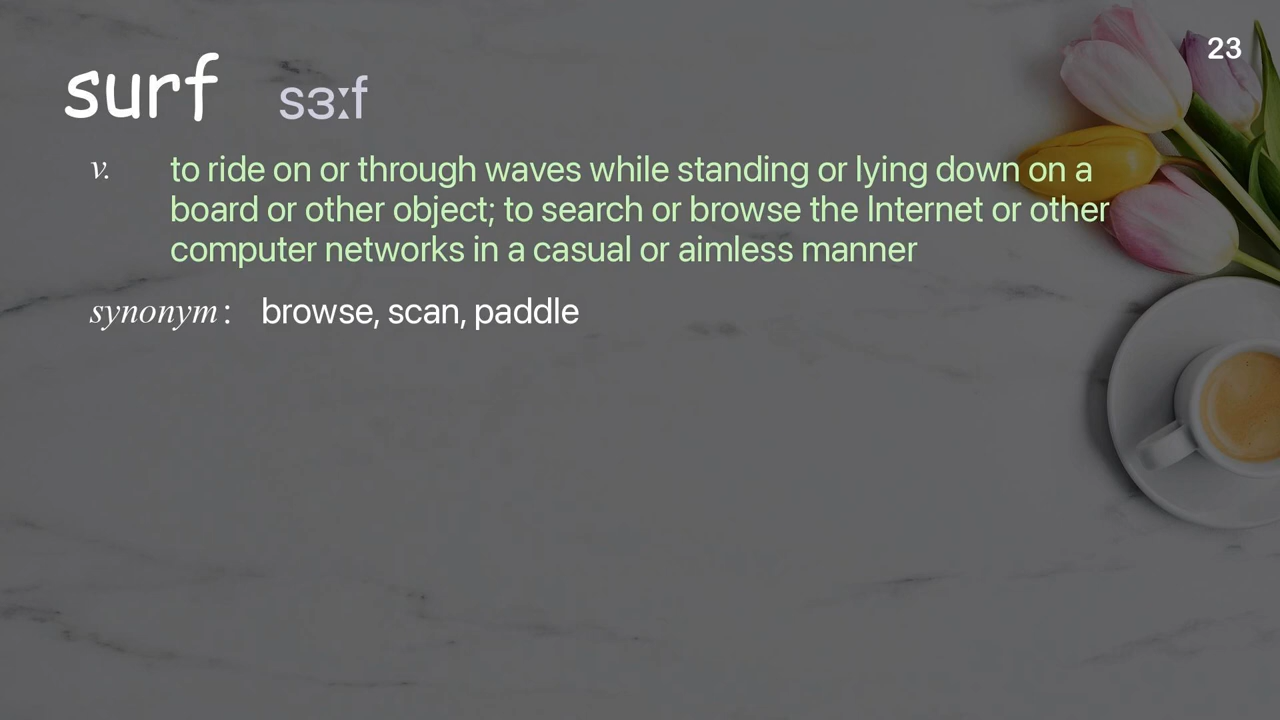 23
surf sɜːf
v. to ride on or through waves while standing or lying down on a
board or other object; to search or browse the Internet or other
computer networks in a casual or aimless manner
synonym : browse, scan, paddle